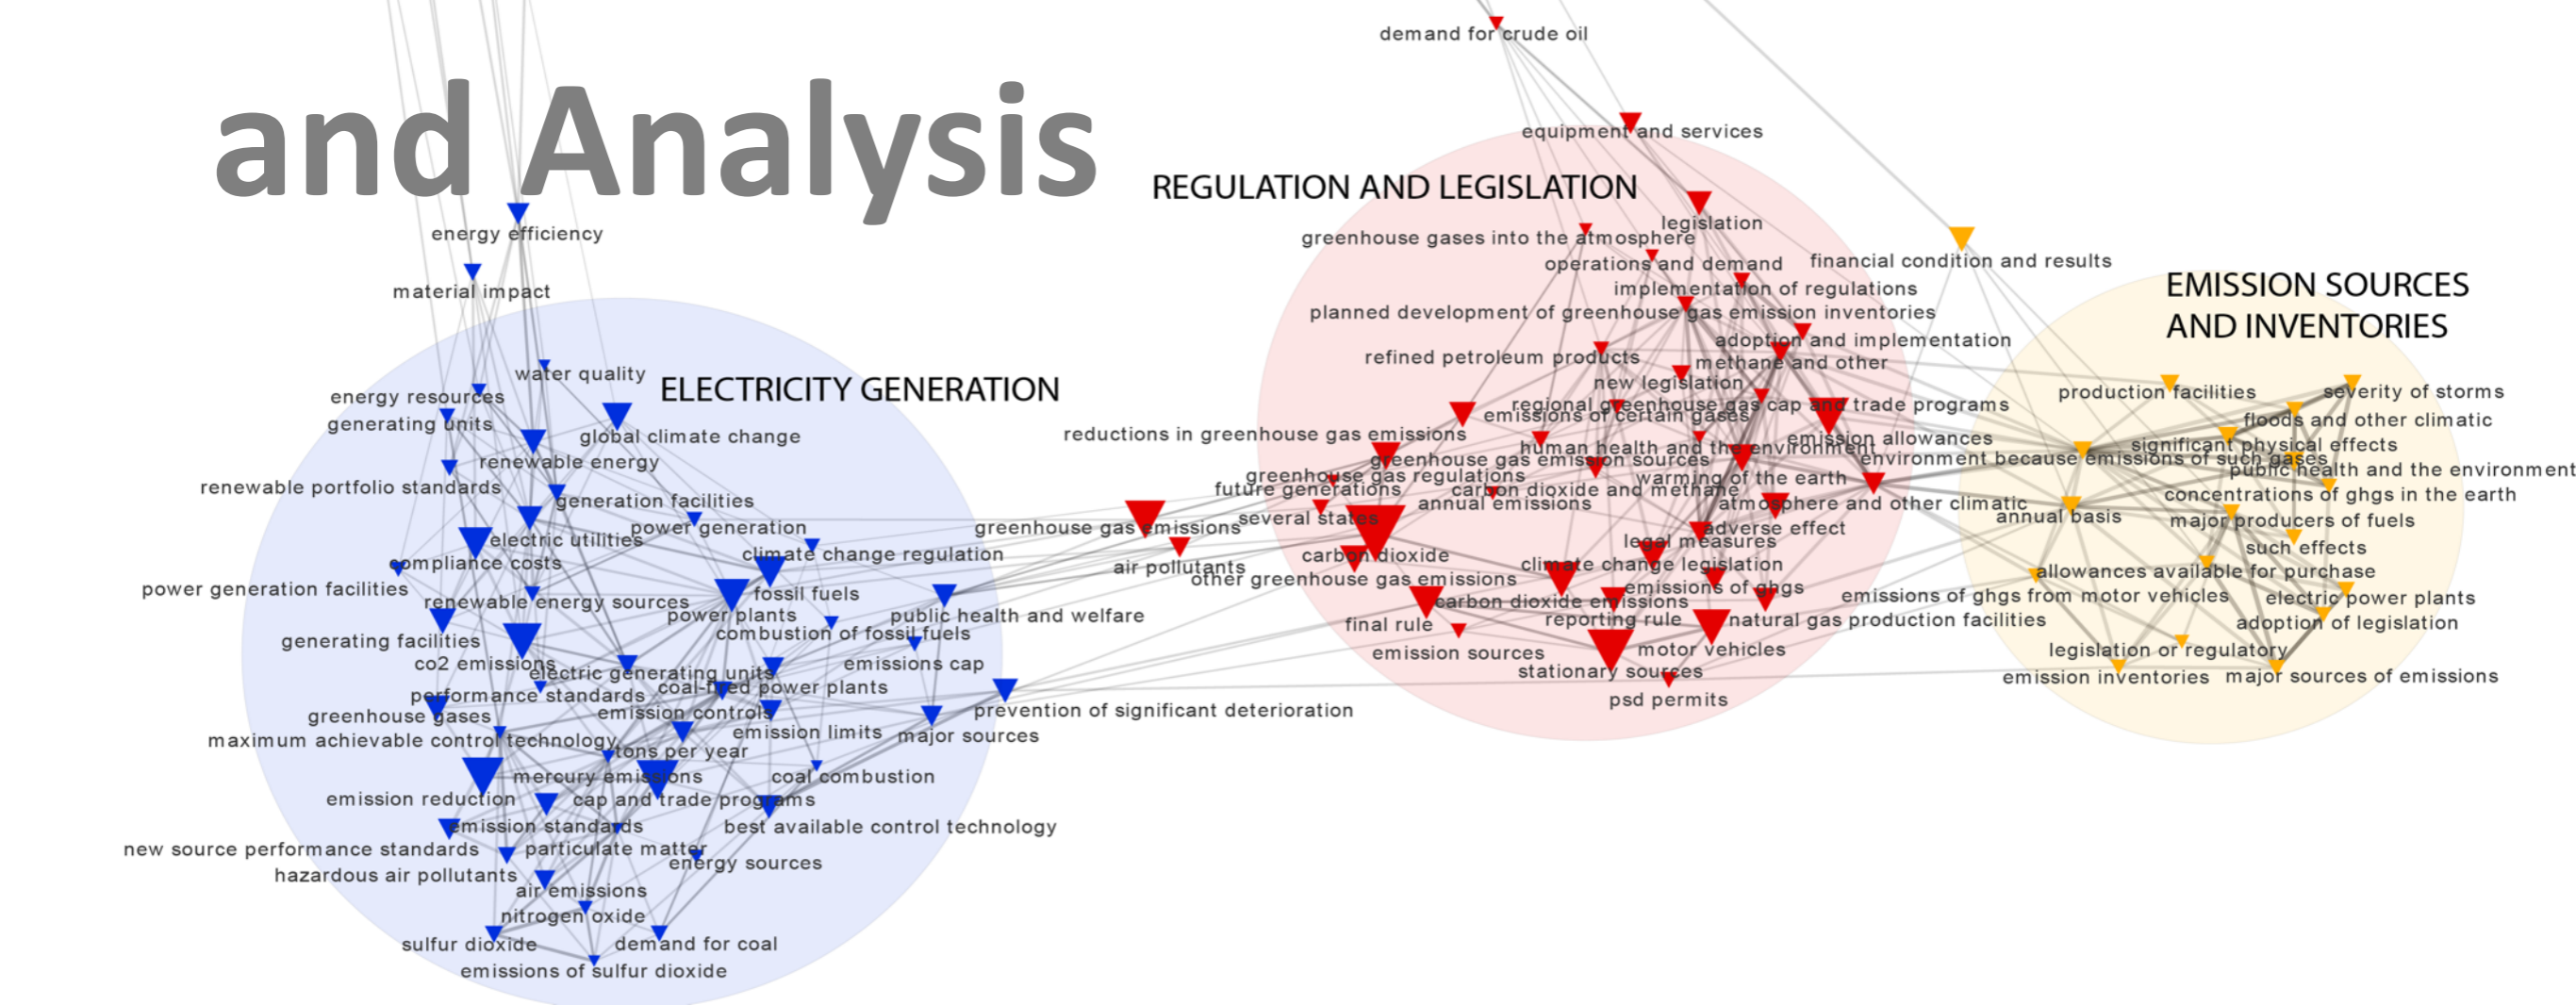 demand for crude oil
and Analysis
equipment and services
REGULATION AND LEGISLATION
legislation
energy efficiency
greenhouse gases into the atmosphere
operations and demand
financial condition and results
material impact
implementation of regulations
EMISSION SOURCES
AND INVENTORIES
planned development of greenhouse gas emission inventories
adoption and implementation
refined petroleum products
methane and other
water quality
ELECTRICITY GENERATION
new legislation
production facilities
severity of storms
energy resources
regional greenhouse gas cap and trade programs
emissions of certain gases
generating units
floods and other climatic
global climate change
reductions in greenhouse gas emissions
emission allowances
human health and the environment
significant physical effects
renewable energy
greenhouse gas emission sources
environment because emissions of such gases
public health and the environment
greenhouse gas regulations
warming of the earth
renewable portfolio standards
future generations
carbon dioxide and methane
concentrations of ghgs in the earth
generation facilities
annual emissions
atmosphere and other climatic
several states
annual basis
major producers of fuels
power generation
greenhouse gas emissions
adverse effect
electric utilities
legal measures
such effects
climate change regulation
carbon dioxide
compliance costs
air pollutants
climate change legislation
allowances available for purchase
other greenhouse gas emissions
power generation facilities
fossil fuels
emissions of ghgs
emissions of ghgs from motor vehicles
electric power plants
renewable energy sources
carbon dioxide emissions
power plants
public health and welfare
reporting rule
natural gas production facilities
adoption of legislation
final rule
combustion of fossil fuels
generating facilities
motor vehicles
legislation or regulatory
emission sources
co2 emissions
emissions cap
electric generating units
stationary sources
emission inventories
major sources of emissions
performance standards
coal-fired power plants
psd permits
greenhouse gases
emission controls
prevention of significant deterioration
maximum achievable control technology
emission limits
major sources
tons per year
mercury emissions
coal combustion
emission reduction
cap and trade programs
emission standards
best available control technology
new source performance standards
particulate matter
energy sources
hazardous air pollutants
air emissions
nitrogen oxide
sulfur dioxide
demand for coal
emissions of sulfur dioxide